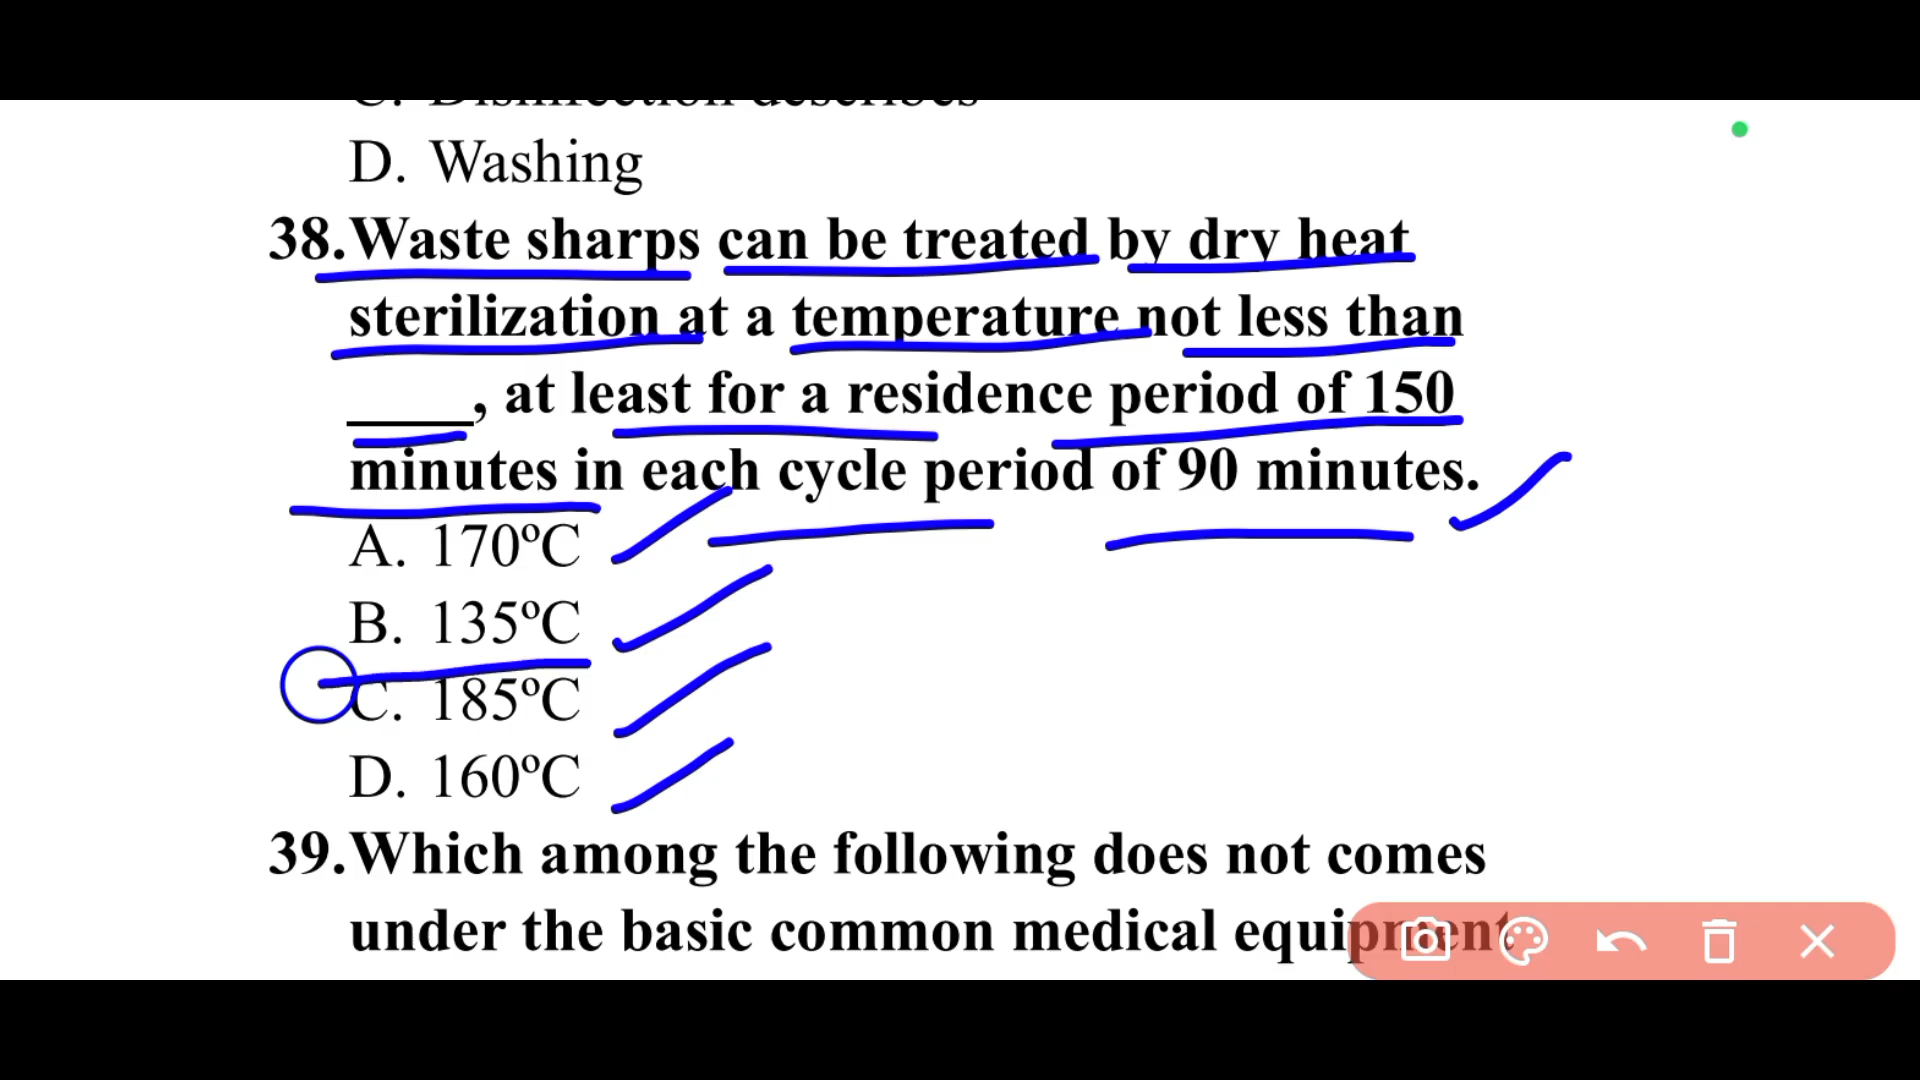 C. Disinfection describes
D. Washing
38.Waste sharps can be treated by dry heat
sterilization at a temperature not less than
____, at least for a residence period of 150
minutes in each cycle period of 90 minutes.
A. 170ºC
B. 135ºC
C. 185ºC
D. 160ºC
39.Which among the following does not comes
under the basic common medical equipment